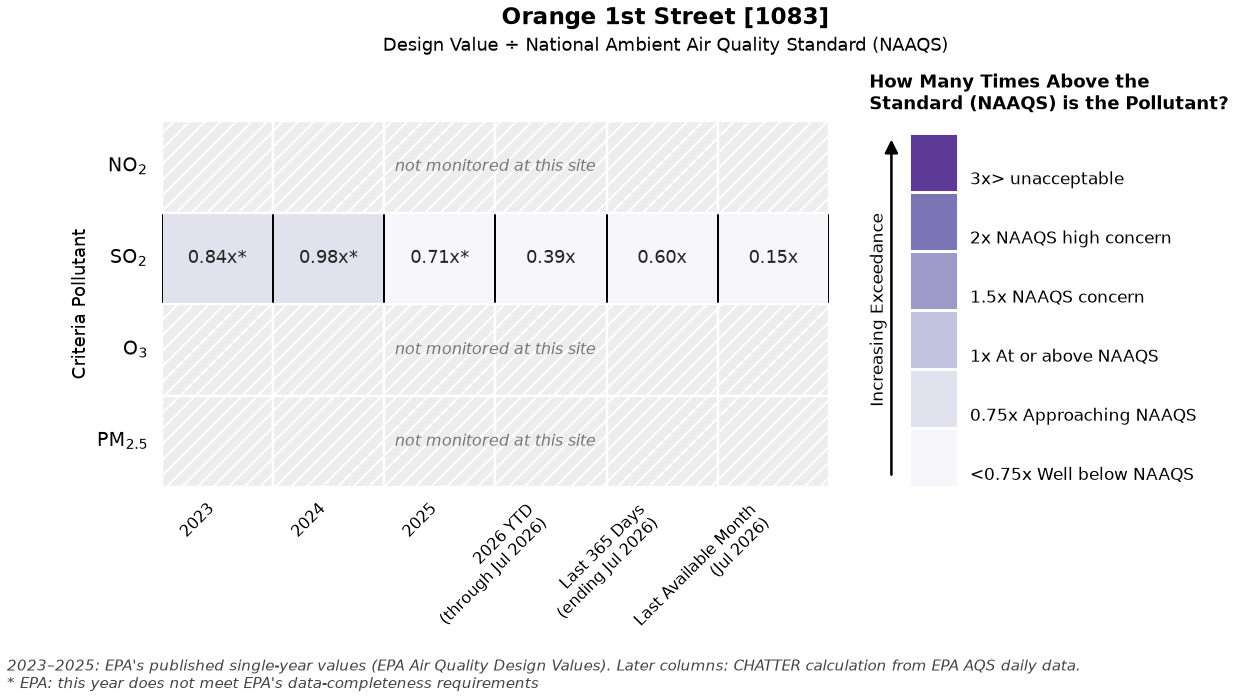 Orange 1st Street [1083]
Design Value ÷ National Ambient Air Quality Standard (NAAQS)
How Many Times Above the
Standard (NAAQS) is the Pollutant?
Criteria Pollutant
NO₂ not monitored at this site
SO₂ 0.84x* 0.98x* 0.71x* 0.39x 0.60x 0.15x
O₃ not monitored at this site
PM₂.₅ not monitored at this site
2023
2024
2025
2026 YTD
(through Jul 2026)
Last 365 Days
(ending Jul 2026)
Last Available Month
(Jul 2026)
Increasing Exceedance
3x> unacceptable
2x NAAQS high concern
1.5x NAAQS concern
1x At or above NAAQS
0.75x Approaching NAAQS
<0.75x Well below NAAQS
2023–2025: EPA's published single-year values (EPA Air Quality Design Values). Later columns: CHATTER calculation from EPA AQS daily data.
* EPA: this year does not meet EPA's data-completeness requirements